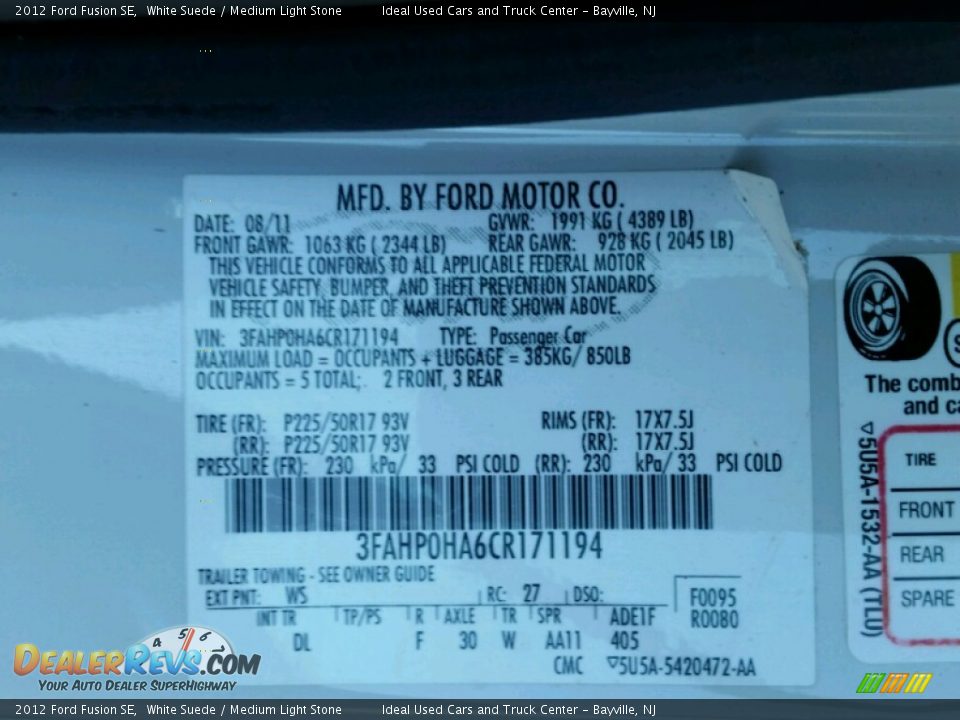 2012 Ford Fusion SE, White Suede / Medium Light Stone Ideal Used Cars and Truck Center - Bayville, NJ
MFD. BY FORD MOTOR CO.
DATE: 08/11 GVWR: 1991 KG ( 4389 LB)
FRONT GAWR: 1063 KG ( 2344 LB) REAR GAWR: 928 KG ( 2045 LB)
THIS VEHICLE CONFORMS TO ALL APPLICABLE FEDERAL MOTOR
VEHICLE SAFETY, BUMPER, AND THEFT PREVENTION STANDARDS
IN EFFECT ON THE DATE OF MANUFACTURE SHOWN ABOVE.
VIN: 3FAHP0HA6CR171194 TYPE: Passenger Car
MAXIMUM LOAD = OCCUPANTS + LUGGAGE = 385KG/ 850LB
OCCUPANTS = 5 TOTAL; 2 FRONT, 3 REAR
TIRE (FR): P225/50R17 93V RIMS (FR): 17X7.5J
(RR): P225/50R17 93V (RR): 17X7.5J
PRESSURE (FR): 230 kPa/ 33 PSI COLD (RR): 230 kPa/ 33 PSI COLD
3FAHP0HA6CR171194
TRAILER TOWING - SEE OWNER GUIDE
EXT PNT: WS RC: 27 DSO: F0095
INT TR TP/PS R AXLE TR SPR ADE1F R0080
DL F 30 W AA11 405
CMC ▽5U5A-5420472-AA
The comb
and ca
▽5U5A-1532-AA (TLU)
TIRE
FRONT
REAR
SPARE
4 5 6
DEALERREVS.COM
YOUR AUTO DEALER SUPERHIGHWAY
2012 Ford Fusion SE, White Suede / Medium Light Stone Ideal Used Cars and Truck Center - Bayville, NJ